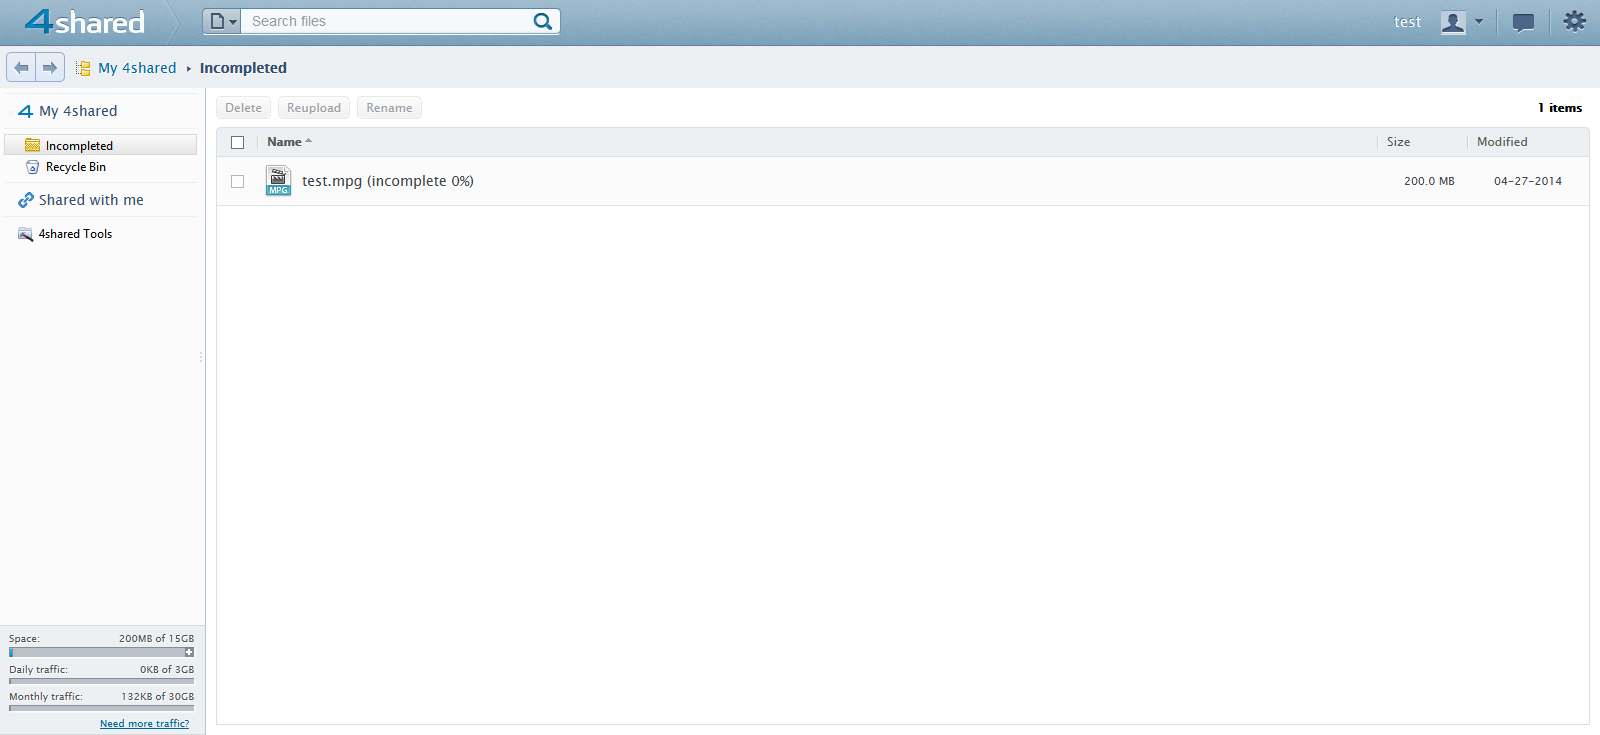 4shared
Search files
test
My 4shared
Incompleted
4 My 4shared
Incompleted
Recycle Bin
Shared with me
4shared Tools
Delete
Reupload
Rename
1 items
Name
Size
Modified
MPG
test.mpg (incomplete 0%)
200.0 MB
04-27-2014
Space: 200MB of 15GB
Daily traffic: 0KB of 3GB
Monthly traffic: 132KB of 30GB
Need more traffic?